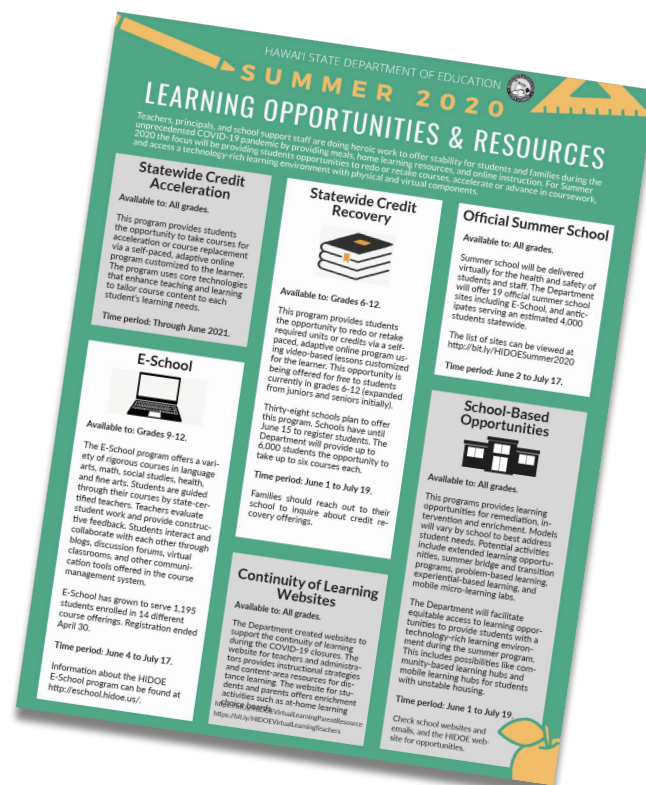 HAWAI'I STATE DEPARTMENT OF EDUCATION
SUMMER 2020
LEARNING OPPORTUNITIES & RESOURCES
Teachers, principals, and school support staff are doing heroic work to offer stability for students and families during the
unprecedented COVID-19 pandemic by providing meals, home learning resources, and online instruction. For Summer
2020 the focus will be providing students opportunities to redo or retake courses, accelerate or advance in coursework,
and access a technology-rich learning environment with physical and virtual components.
Statewide Credit
Acceleration
Available to: All grades.
This program provides students
the opportunity to take courses for
acceleration or course replacement
via a self-paced, adaptive online
program customized to the learner.
The program uses core technologies
that enhance teaching and learning
to tailor course content to each
student's learning needs.
Time period: Through June 2021.
E-School
Available to: Grades 9-12.
The E-School program offers a vari-
ety of rigorous courses in language
arts, math, social studies, health,
and fine arts. Students are guided
through their courses by state-cer-
tified teachers. Teachers evaluate
student work and provide construc-
tive feedback. Students interact and
collaborate with each other through
blogs, discussion forums, virtual
classrooms, and other communi-
cation tools offered in the course
management system.
E-School has grown to serve 1,195
students enrolled in 14 different
course offerings. Registration ended
April 30.
Time period: June 4 to July 17.
Information about the HIDOE
E-School program can be found at
http://eschool.hidoe.us/.
Statewide Credit
Recovery
Available to: Grades 6-12.
This program provides students
the opportunity to redo or retake
required units or credits via a self-
paced, adaptive online program us-
ing video-based lessons customized
for the learner. This opportunity is
being offered for free to students
currently in grades 6-12 (expanded
from juniors and seniors initially).
Thirty-eight schools plan to offer
this program. Schools have until
June 15 to register students. The
Department will provide up to
6,000 students the opportunity to
take up to six courses each.
Time period: June 1 to July 19.
Families should reach out to their
school to inquire about credit re-
covery offerings.
Continuity of Learning
Websites
Available to: All grades.
The Department created websites to
support the continuity of learning
during the COVID-19 closures. The
website for teachers and administra-
tors provides instructional strategies
and content-area resources for dis-
tance learning. The website for stu-
dents and parents offers enrichment
activities such as at-home learning
choice boards.
https://bit.ly/HIDOEVirtualLearningParentResource
https://bit.ly/HIDOEVirtualLearningTeachers
Official Summer School
Available to: All grades.
Summer school will be delivered
virtually for the health and safety of
students and staff. The Department
will offer 19 official summer school
sites including E-School, and antic-
ipates serving an estimated 4,000
students statewide.
The list of sites can be viewed at
http://bit.ly/HIDOESummer2020
Time period: June 2 to July 17.
School-Based
Opportunities
Available to: All grades.
This programs provides learning
opportunities for remediation, in-
tervention and enrichment. Models
will vary by school to best address
student needs. Potential activities
include extended learning opportu-
nities, summer bridge and transition
programs, problem-based learning,
experiential-based learning, and
mobile micro-learning labs.
The Department will facilitate
equitable access to learning oppor-
tunities to provide students with a
technology-rich learning environ-
ment during the summer program.
This includes possibilities like com-
munity-based learning hubs and
mobile learning hubs for students
with unstable housing.
Time period: June 1 to July 19.
Check school websites and
emails, and the HIDOE web-
site for opportunities.